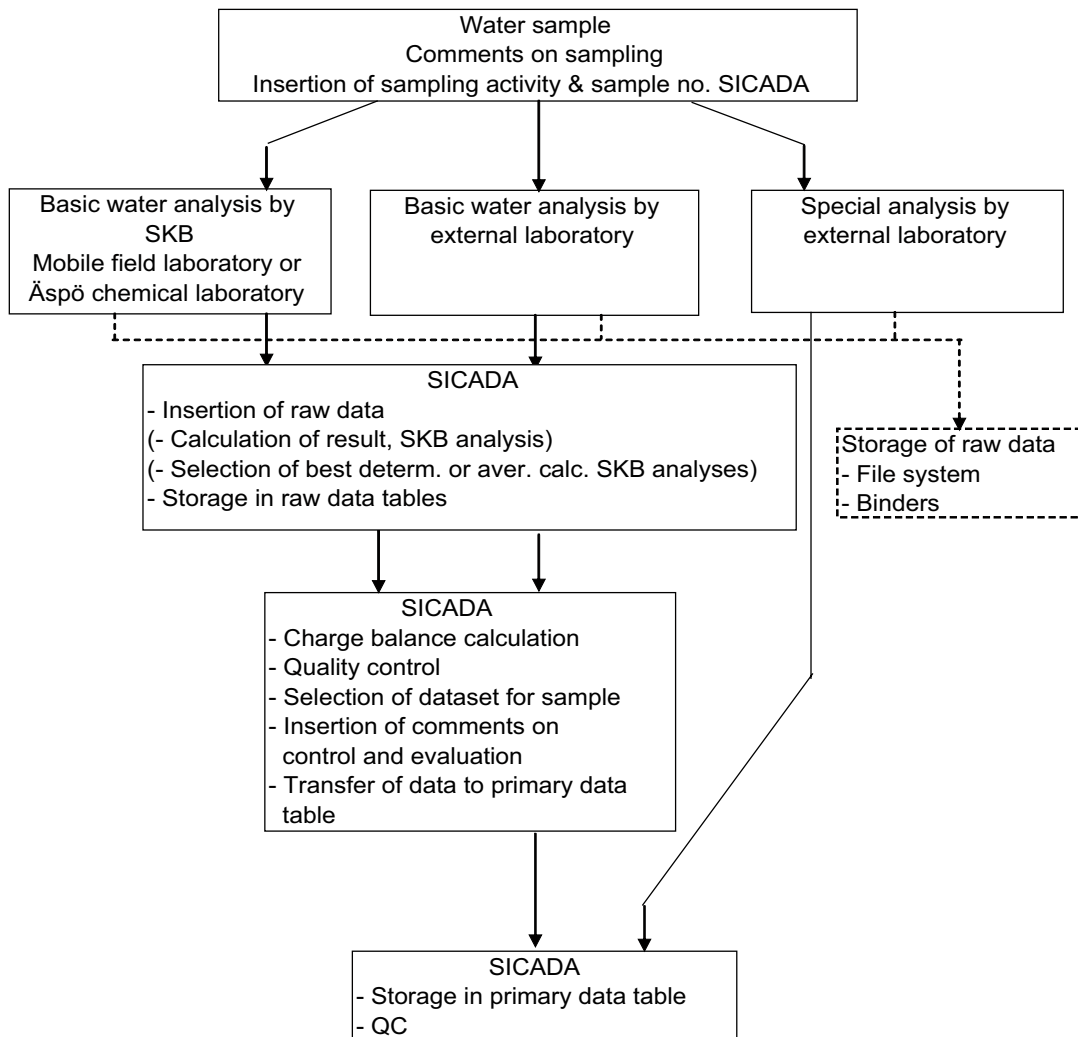 Water sample
Comments on sampling
Insertion of sampling activity & sample no. SICADA
Basic water analysis by
SKB
Mobile field laboratory or
Äspö chemical laboratory
Basic water analysis by
external laboratory
Special analysis by
external laboratory
SICADA
- Insertion of raw data
(- Calculation of result, SKB analysis)
(- Selection of best determ. or aver. calc. SKB analyses)
- Storage in raw data tables
Storage of raw data
- File system
- Binders
SICADA
- Charge balance calculation
- Quality control
- Selection of dataset for sample
- Insertion of comments on
control and evaluation
- Transfer of data to primary data
table
SICADA
- Storage in primary data table
- QC